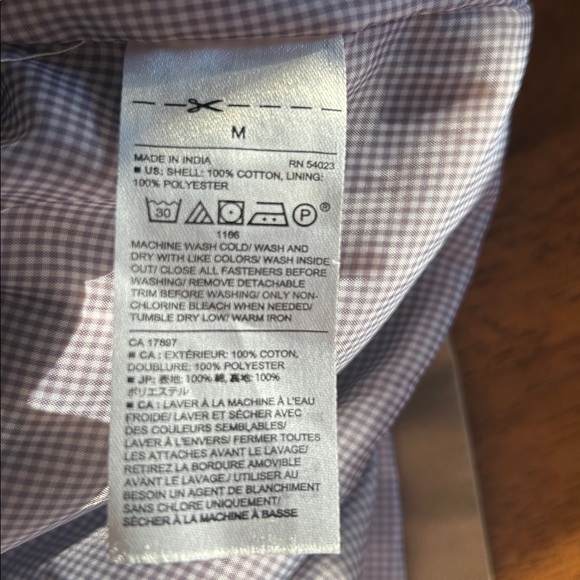 M
MADE IN INDIA RN 54023
■ US: SHELL: 100% COTTON, LINING:
100% POLYESTER
30 P ®
1186
MACHINE WASH COLD/ WASH AND
DRY WITH LIKE COLORS/ WASH INSIDE
OUT/ CLOSE ALL FASTENERS BEFORE
WASHING/ REMOVE DETACHABLE
TRIM BEFORE WASHING/ ONLY NON-
CHLORINE BLEACH WHEN NEEDED/
TUMBLE DRY LOW/ WARM IRON
CA 17897
■ CA: EXTÉRIEUR: 100% COTON,
DOUBLURE: 100% POLYESTER
■ JP: 表地: 100% 綿, 裏地: 100%
ポリエステル
■ CA : LAVER À LA MACHINE À L'EAU
FROIDE/ LAVER ET SÉCHER AVEC
DES COULEURS SEMBLABLES/
LAVER À L'ENVERS/ FERMER TOUTES
LES ATTACHES AVANT LE LAVAGE/
RETIREZ LA BORDURE AMOVIBLE
AVANT LE LAVAGE/ UTILISER AU
BESOIN UN AGENT DE BLANCHIMENT
SANS CHLORE UNIQUEMENT/
SÉCHER À LA MACHINE À BASSE